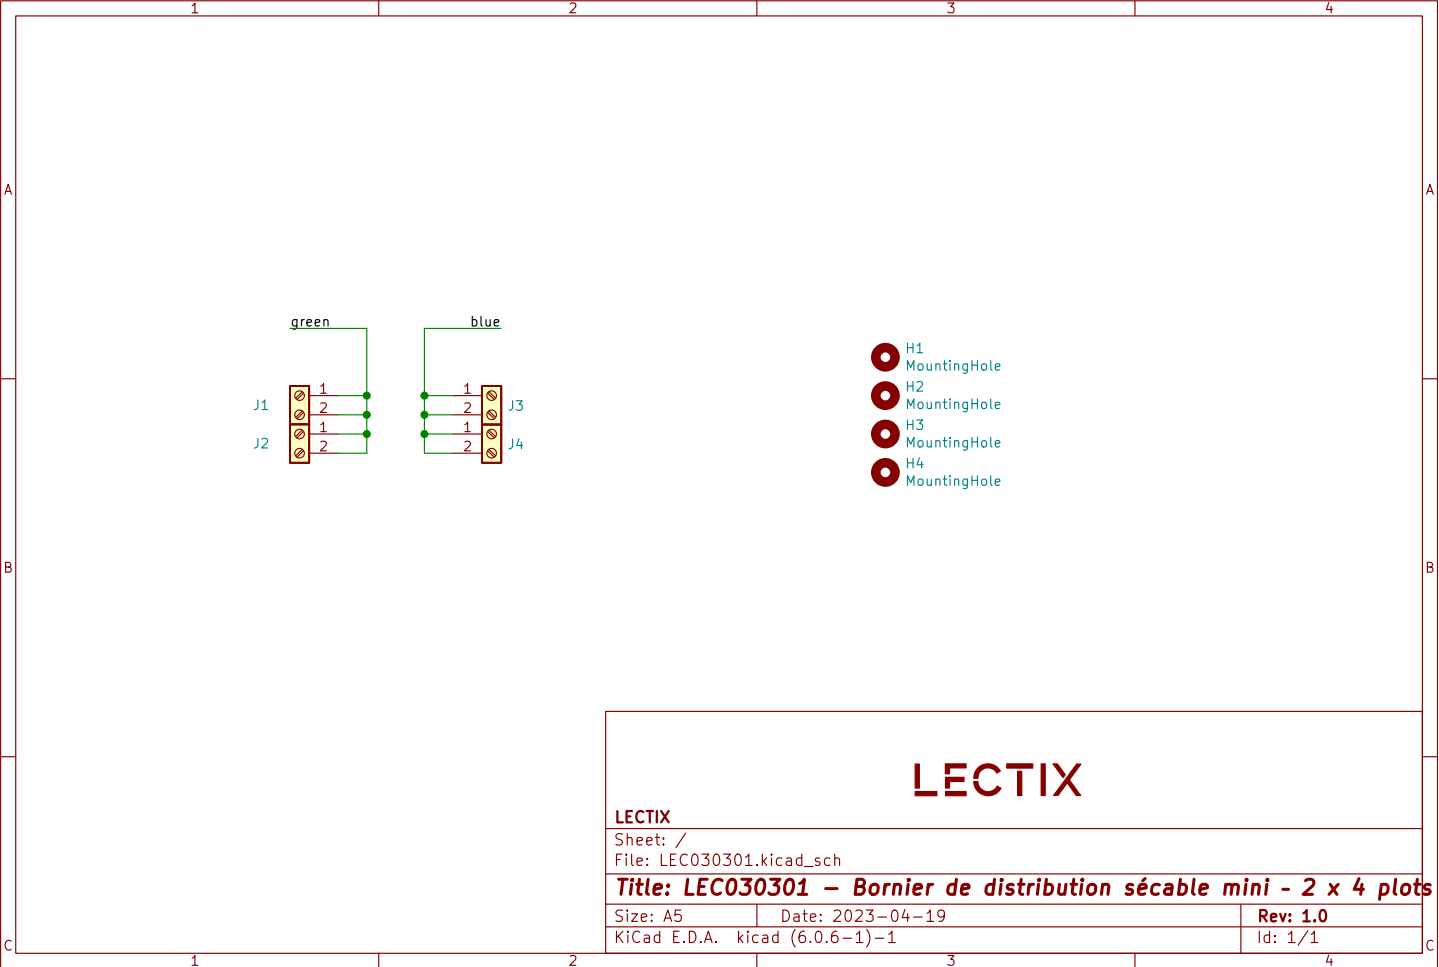 1 2 3 4
A A
green blue
H1
MountingHole
1 1
J1 J3
2 2
H2
MountingHole
1 1
J2 J4
2 2
H3
MountingHole
H4
MountingHole
B B
LECTIX
LECTIX
Sheet: /
File: LEC030301.kicad_sch
Title: LEC030301 – Bornier de distribution sécable mini - 2 x 4 plots
Size: A5 Date: 2023-04-19 Rev: 1.0
KiCad E.D.A. kicad (6.0.6-1)-1 Id: 1/1
C C
1 2 3 4